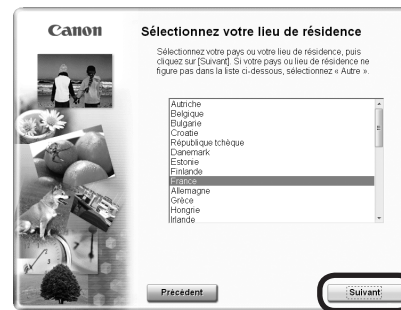 Canon
Sélectionnez votre lieu de résidence
Sélectionnez votre pays ou votre lieu de résidence, puis
cliquez sur [Suivant]. Si votre pays ou lieu de résidence ne
figure pas dans la liste ci-dessous, sélectionnez « Autre ».
Autriche
Belgique
Bulgarie
Croatie
République tchèque
Danemark
Estonie
Finlande
France
Allemagne
Grèce
Hongrie
Irlande
Précédent
Suivant